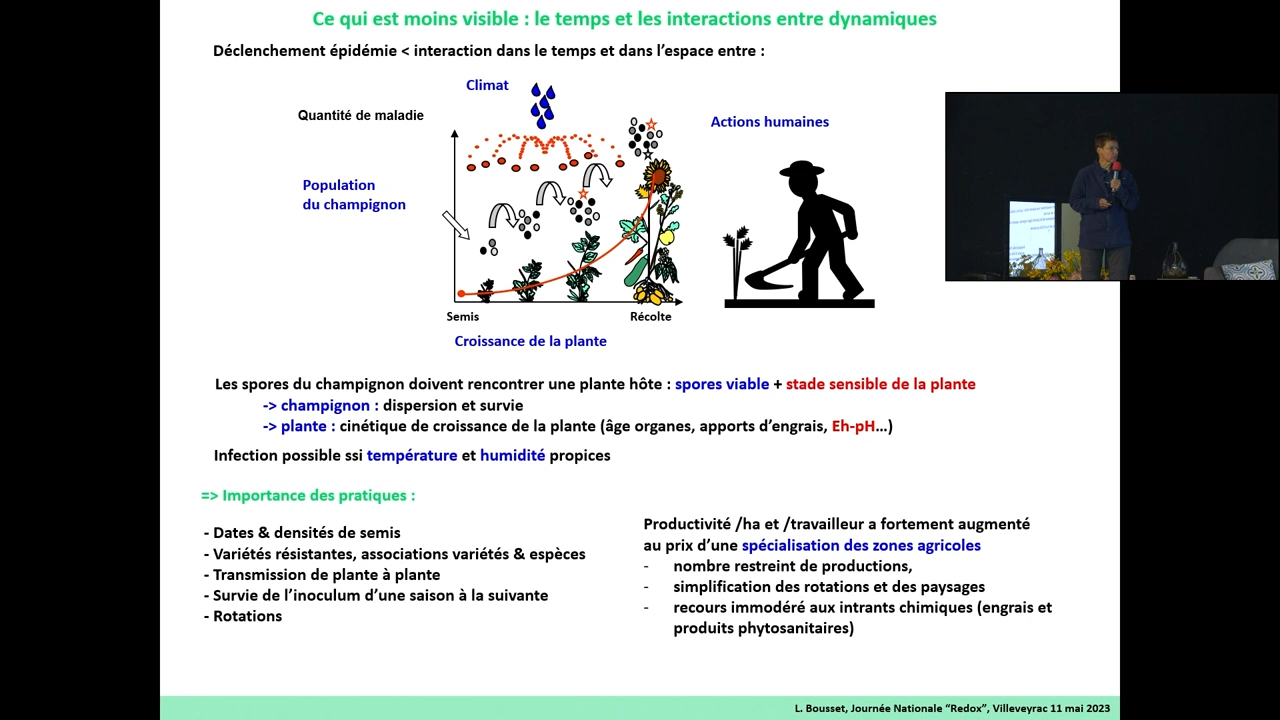 Ce qui est moins visible : le temps et les interactions entre dynamiques
Déclenchement épidémie < interaction dans le temps et dans l'espace entre :
Climat
Quantité de maladie
Actions humaines
Population
du champignon
Semis
Récolte
Croissance de la plante
Les spores du champignon doivent rencontrer une plante hôte : spores viable + stade sensible de la plante
-> champignon : dispersion et survie
-> plante : cinétique de croissance de la plante (âge organes, apports d'engrais, Eh-pH…)
Infection possible ssi température et humidité propices
=> Importance des pratiques :
- Dates & densités de semis
- Variétés résistantes, associations variétés & espèces
- Transmission de plante à plante
- Survie de l'inoculum d'une saison à la suivante
- Rotations
Productivité /ha et /travailleur a fortement augmenté
au prix d'une spécialisation des zones agricoles
- nombre restreint de productions,
- simplification des rotations et des paysages
- recours immodéré aux intrants chimiques (engrais et
produits phytosanitaires)
L. Bousset, Journée Nationale "Redox", Villeveyrac 11 mai 2023